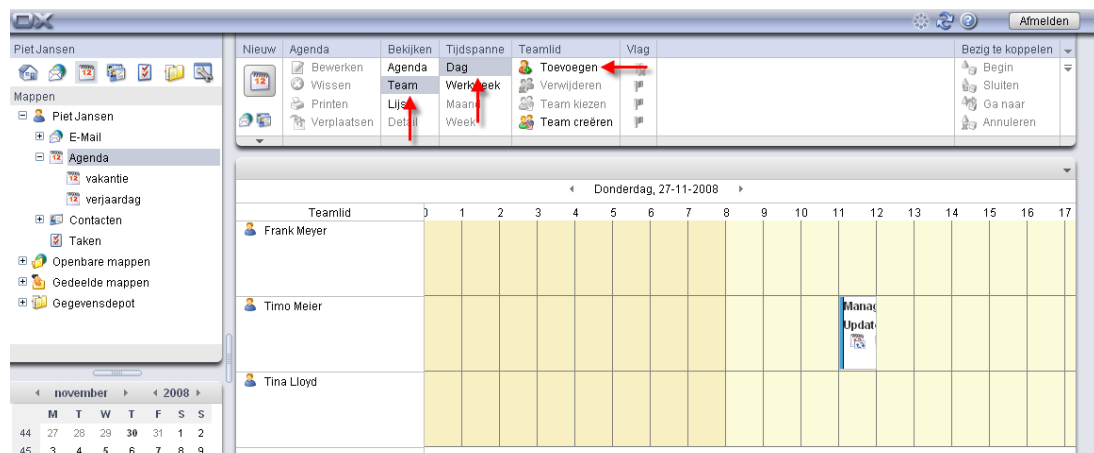 OX
Afmelden
Piet Jansen
Mappen
Piet Jansen
E-Mail
Agenda
vakantie
verjaardag
Contacten
Taken
Openbare mappen
Gedeelde mappen
Gegevensdepot
november 2008
M T W T F S S
44 27 28 29 30 31 1 2
45 3 4 5 6 7 8 9
Nieuw Agenda Bekijken Tijdspanne Teamlid Vlag Bezig te koppelen
Bewerken Agenda Dag Toevoegen Begin
Wissen Team Werkweek Verwijderen Sluiten
Printen Lijst Maand Team kiezen Ga naar
Verplaatsen Detail Week Team creëren Annuleren
Donderdag, 27-11-2008
Teamlid 0 1 2 3 4 5 6 7 8 9 10 11 12 13 14 15 16 17
Frank Meyer
Timo Meier
Manag
Updat
Tina Lloyd